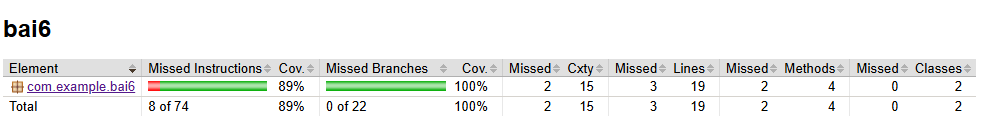 bai6
Element Missed Instructions Cov. Missed Branches Cov. Missed Cxty Missed Lines Missed Methods Missed Classes
com.example.bai6 89% 100% 2 15 3 19 2 4 0 2
Total 8 of 74 89% 0 of 22 100% 2 15 3 19 2 4 0 2